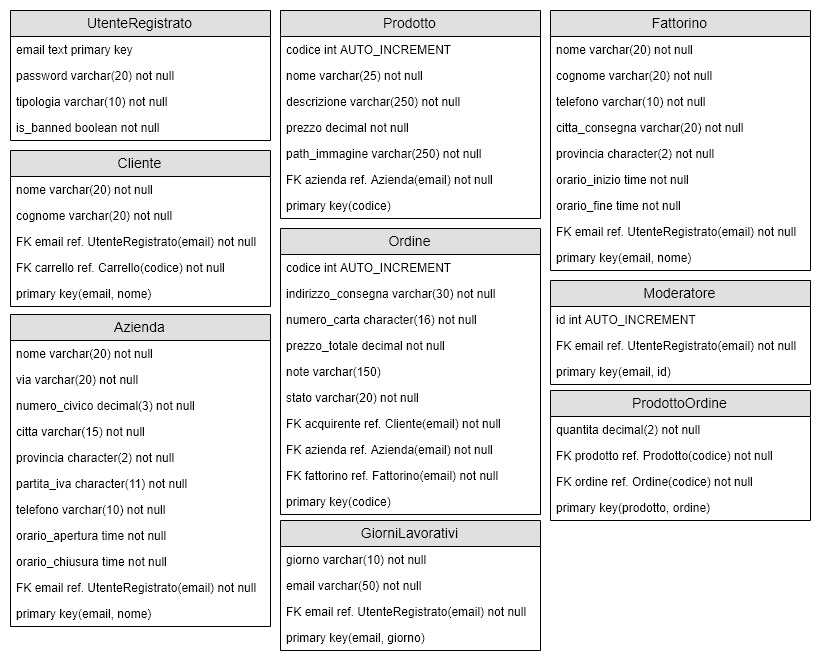 UtenteRegistrato
email text primary key
password varchar(20) not null
tipologia varchar(10) not null
is_banned boolean not null
Cliente
nome varchar(20) not null
cognome varchar(20) not null
FK email ref. UtenteRegistrato(email) not null
FK carrello ref. Carrello(codice) not null
primary key(email, nome)
Azienda
nome varchar(20) not null
via varchar(20) not null
numero_civico decimal(3) not null
citta varchar(15) not null
provincia character(2) not null
partita_iva character(11) not null
telefono varchar(10) not null
orario_apertura time not null
orario_chiusura time not null
FK email ref. UtenteRegistrato(email) not null
primary key(email, nome)
Prodotto
codice int AUTO_INCREMENT
nome varchar(25) not null
descrizione varchar(250) not null
prezzo decimal not null
path_immagine varchar(250) not null
FK azienda ref. Azienda(email) not null
primary key(codice)
Ordine
codice int AUTO_INCREMENT
indirizzo_consegna varchar(30) not null
numero_carta character(16) not null
prezzo_totale decimal not null
note varchar(150)
stato varchar(20) not null
FK acquirente ref. Cliente(email) not null
FK azienda ref. Azienda(email) not null
FK fattorino ref. Fattorino(email) not null
primary key(codice)
GiorniLavorativi
giorno varchar(10) not null
email varchar(50) not null
FK email ref. UtenteRegistrato(email) not null
primary key(email, giorno)
Fattorino
nome varchar(20) not null
cognome varchar(20) not null
telefono varchar(10) not null
citta_consegna varchar(20) not null
provincia character(2) not null
orario_inizio time not null
orario_fine time not null
FK email ref. UtenteRegistrato(email) not null
primary key(email, nome)
Moderatore
id int AUTO_INCREMENT
FK email ref. UtenteRegistrato(email) not null
primary key(email, id)
ProdottoOrdine
quantita decimal(2) not null
FK prodotto ref. Prodotto(codice) not null
FK ordine ref. Ordine(codice) not null
primary key(prodotto, ordine)